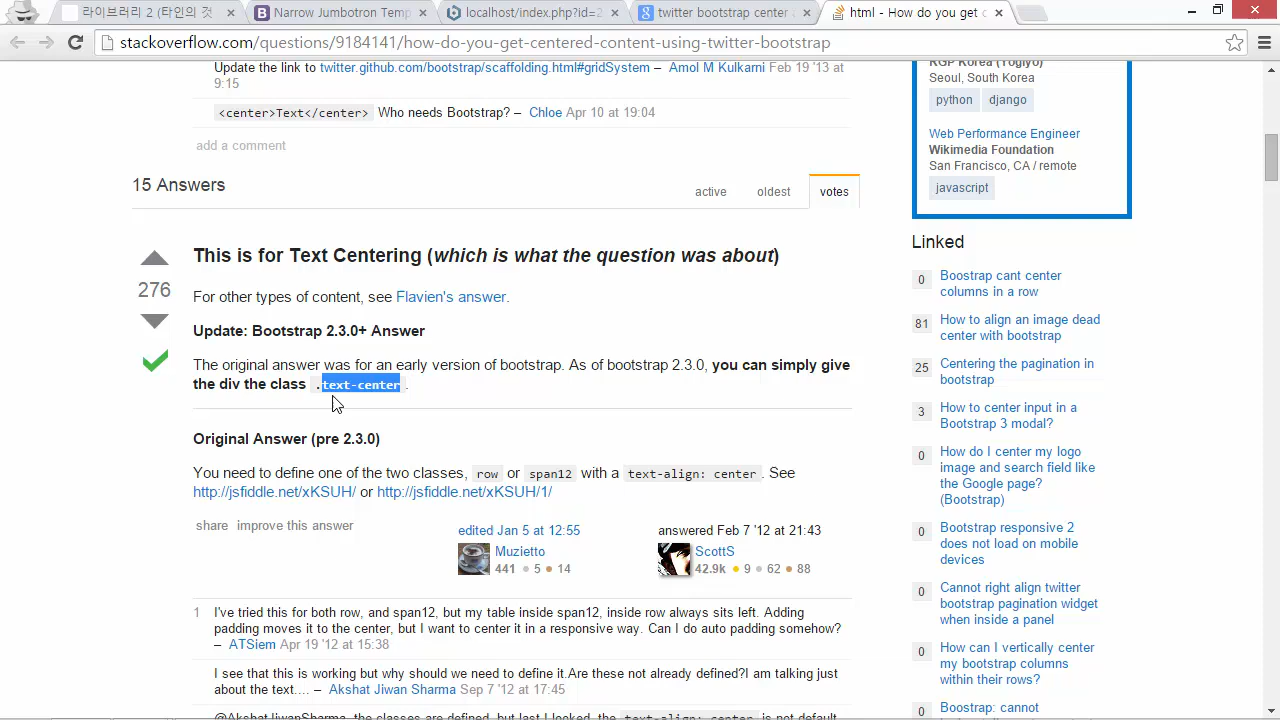 라이브러리 2 (타인의 것
Narrow Jumbotron Temp
localhost/index.php?id=2
twitter bootstrap center
html - How do you get c
stackoverflow.com/questions/9184141/how-do-you-get-centered-content-using-twitter-bootstrap
Update the link to twitter.github.com/bootstrap/scaffolding.html#gridSystem – Amol M Kulkarni Feb 19 '13 at
9:15
<center>Text</center> Who needs Bootstrap? – Chloe Apr 10 at 19:04
add a comment
15 Answers
active oldest votes
276
This is for Text Centering (which is what the question was about)
For other types of content, see Flavien's answer.
Update: Bootstrap 2.3.0+ Answer
The original answer was for an early version of bootstrap. As of bootstrap 2.3.0, you can simply give
the div the class .text-center .
Original Answer (pre 2.3.0)
You need to define one of the two classes, row or span12 with a text-align: center. See
http://jsfiddle.net/xKSUH/ or http://jsfiddle.net/xKSUH/1/
share improve this answer
edited Jan 5 at 12:55
Muzietto
441 5 14
answered Feb 7 '12 at 21:43
ScottS
42.9k 9 62 88
1 I've tried this for both row, and span12, but my table inside span12, inside row always sits left. Adding
padding moves it to the center, but I want to center it in a responsive way. Can I do auto padding somehow?
– ATSiem Apr 19 '12 at 15:38
I see that this is working but why should we need to define it.Are these not already defined?I am talking just
about the text.... – Akshat Jiwan Sharma Sep 7 '12 at 17:45
@AkshatJiwanSharma, the classes are defined, but last I looked, the text-align: center is not default
RGP Korea (Yogiyo)
Seoul, South Korea
python django
Web Performance Engineer
Wikimedia Foundation
San Francisco, CA / remote
javascript
Linked
0 Boostrap cant center
columns in a row
81 How to align an image dead
center with bootstrap
25 Centering the pagination in
bootstrap
3 How to center input in a
Bootstrap 3 modal?
0 How do I center my logo
image and search field like
the Google page?
(Bootstrap)
0 Bootstrap responsive 2
does not load on mobile
devices
0 Cannot right align twitter
bootstrap pagination widget
when inside a panel
0 How can I vertically center
my bootstrap columns
within their rows?
0 Boostrap: cannot